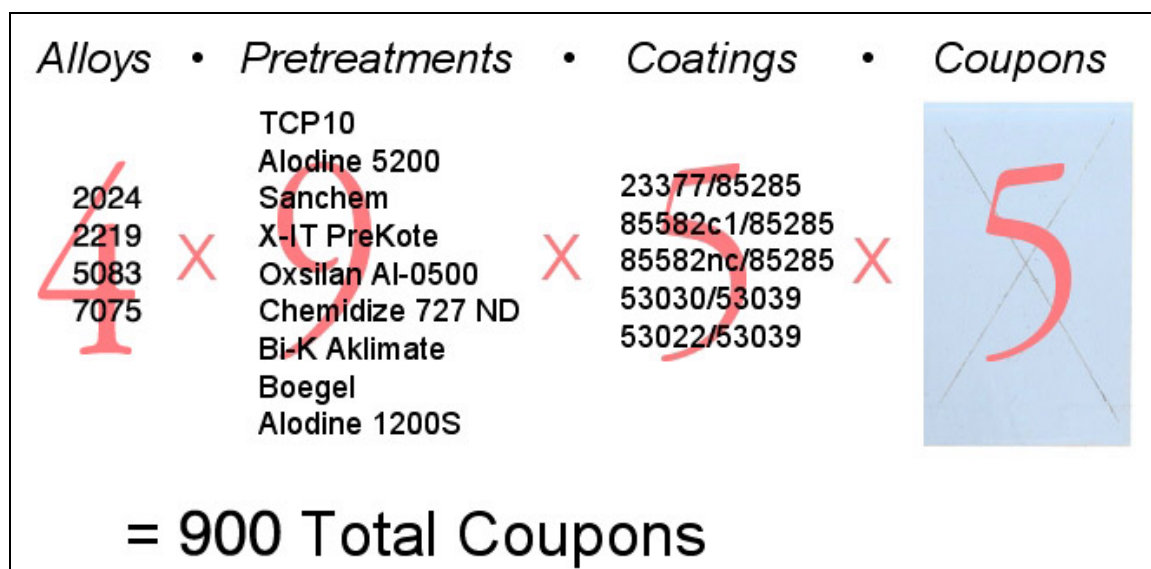 Alloys • Pretreatments • Coatings • Coupons
4 x 9 x 5 x 5
2024
2219
5083
7075
TCP10
Alodine 5200
Sanchem
X-IT PreKote
Oxsilan Al-0500
Chemidize 727 ND
Bi-K Aklimate
Boegel
Alodine 1200S
23377/85285
85582c1/85285
85582nc/85285
53030/53039
53022/53039
= 900 Total Coupons